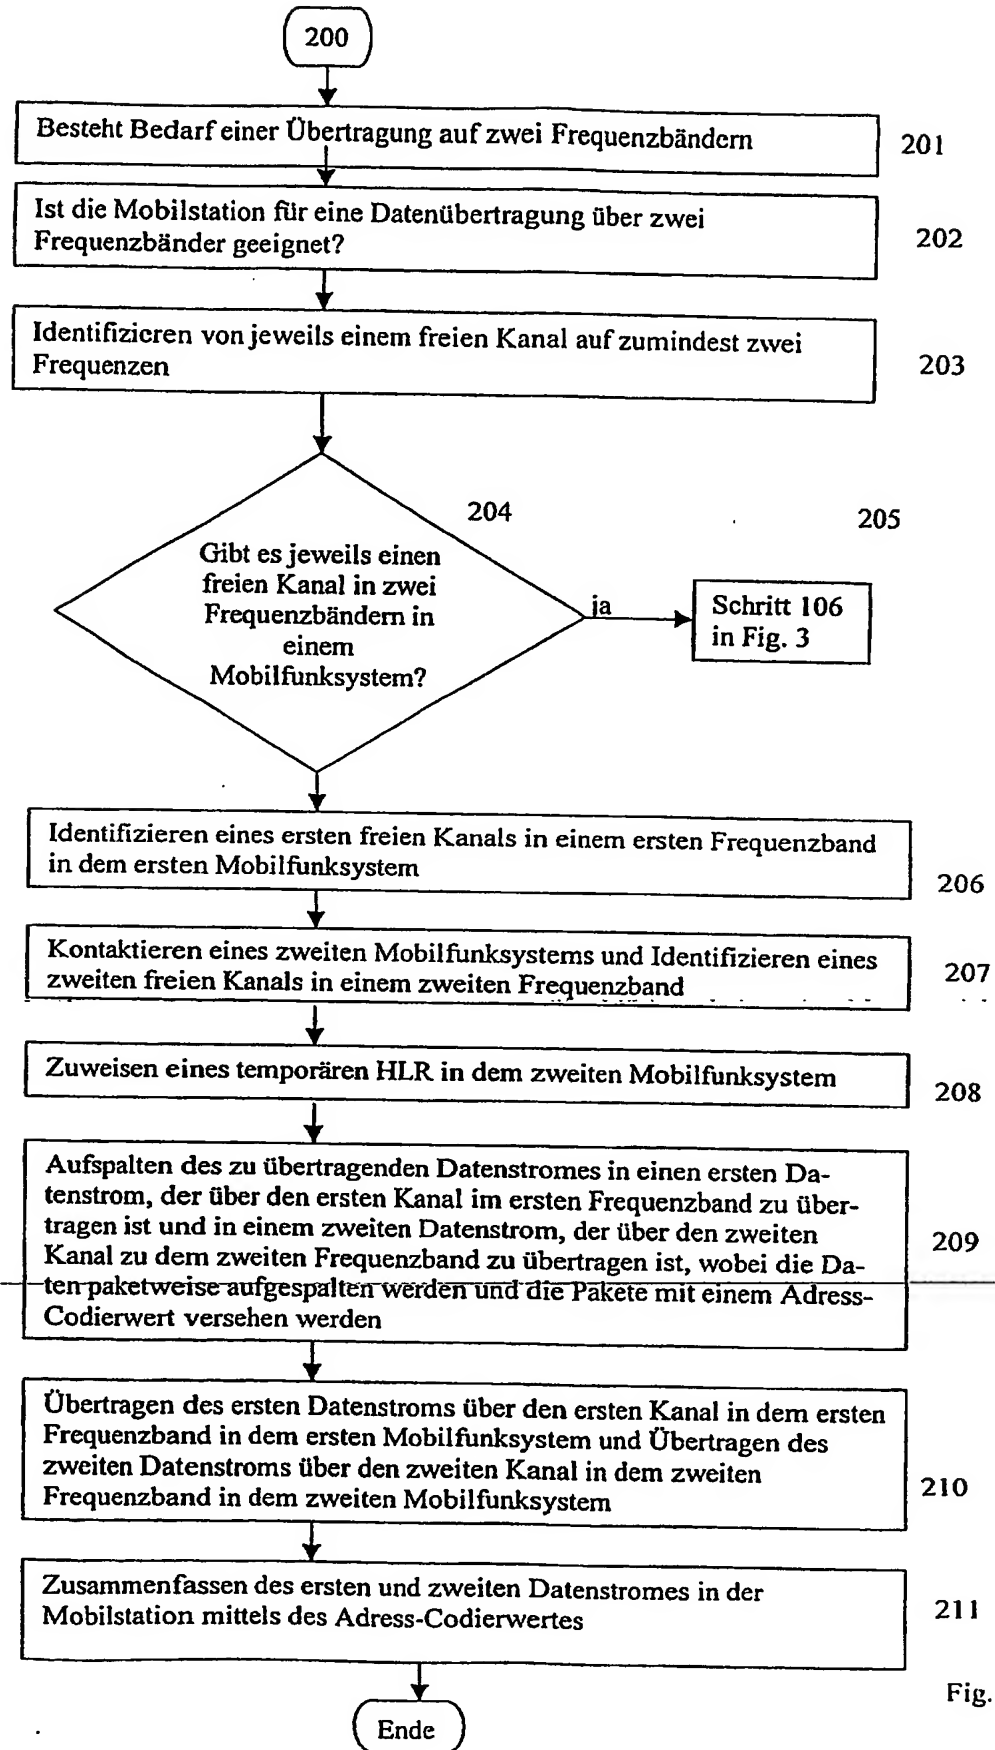 200
Besteht Bedarf einer Übertragung auf zwei Frequenzbändern
201
Ist die Mobilstation für eine Datenübertragung über zwei
Frequenzbänder geeignet?
202
Identifizieren von jeweils einem freien Kanal auf zumindest zwei
Frequenzen
203
204
205
Gibt es jeweils einen
freien Kanal in zwei
Frequenzbändern in
einem
Mobilfunksystem?
ja
Schritt 106
in Fig. 3
Identifizieren eines ersten freien Kanals in einem ersten Frequenzband
in dem ersten Mobilfunksystem
206
Kontaktieren eines zweiten Mobilfunksystems und Identifizieren eines
zweiten freien Kanals in einem zweiten Frequenzband
207
Zuweisen eines temporären HLR in dem zweiten Mobilfunksystem
208
Aufspalten des zu übertragenden Datenstromes in einen ersten Da-
tenstrom, der über den ersten Kanal im ersten Frequenzband zu über-
tragen ist und in einem zweiten Datenstrom, der über den zweiten
Kanal zu dem zweiten Frequenzband zu übertragen ist, wobei die Da-
ten paketweise aufgespalten werden und die Pakete mit einem Adress-
Codierwert versehen werden
209
Übertragen des ersten Datenstroms über den ersten Kanal in dem ersten
Frequenzband in dem ersten Mobilfunksystem und Übertragen des
zweiten Datenstroms über den zweiten Kanal in dem zweiten
Frequenzband in dem zweiten Mobilfunksystem
210
Zusammenfassen des ersten und zweiten Datenstromes in der
Mobilstation mittels des Adress-Codierwertes
211
Fig.
Ende